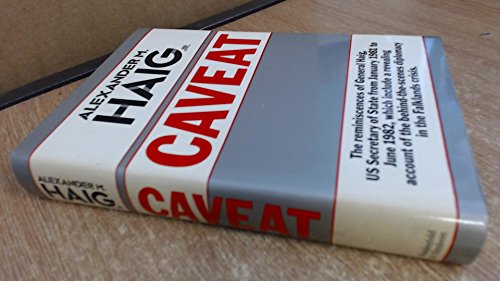 ALEXANDER M.
HAIG JR.
CAVEAT
The reminiscences of General Haig,
US Secretary of State from January 1981 to
June 1982, which include a revealing
account of the behind-the-scenes diplomacy
in the Falklands crisis.
ALEXANDER M.
HAIG
CAVEAT